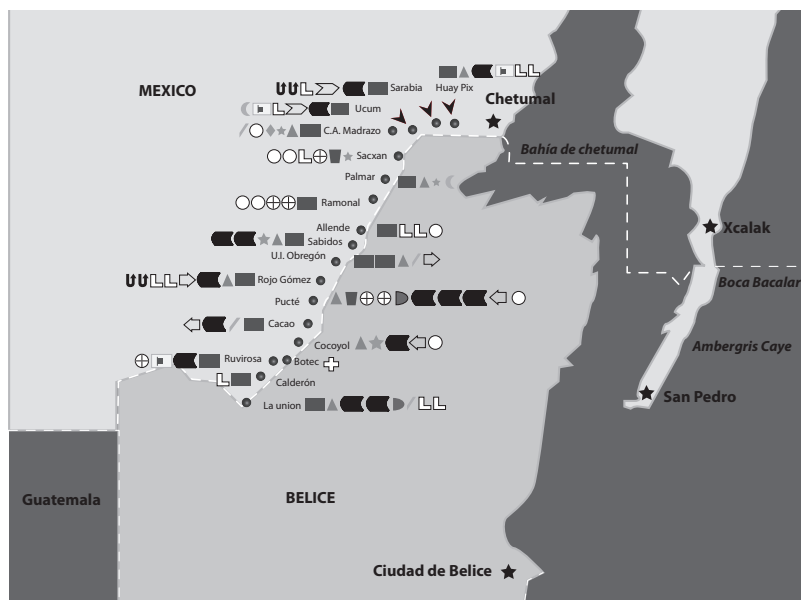 MEXICO
Sarabia
Huay Pix
Ucum
Chetumal
C.A. Madrazo
Bahía de chetumal
Sacxan
Palmar
Ramonal
Allende
Sabidos
Xcalak
U.I. Obregón
Rojo Gómez
Boca Bacalar
Pucté
Cacao
Cocoyol
Ambergris Caye
Ruvirosa
Botec
Calderón
San Pedro
La union
Guatemala
BELICE
Ciudad de Belice